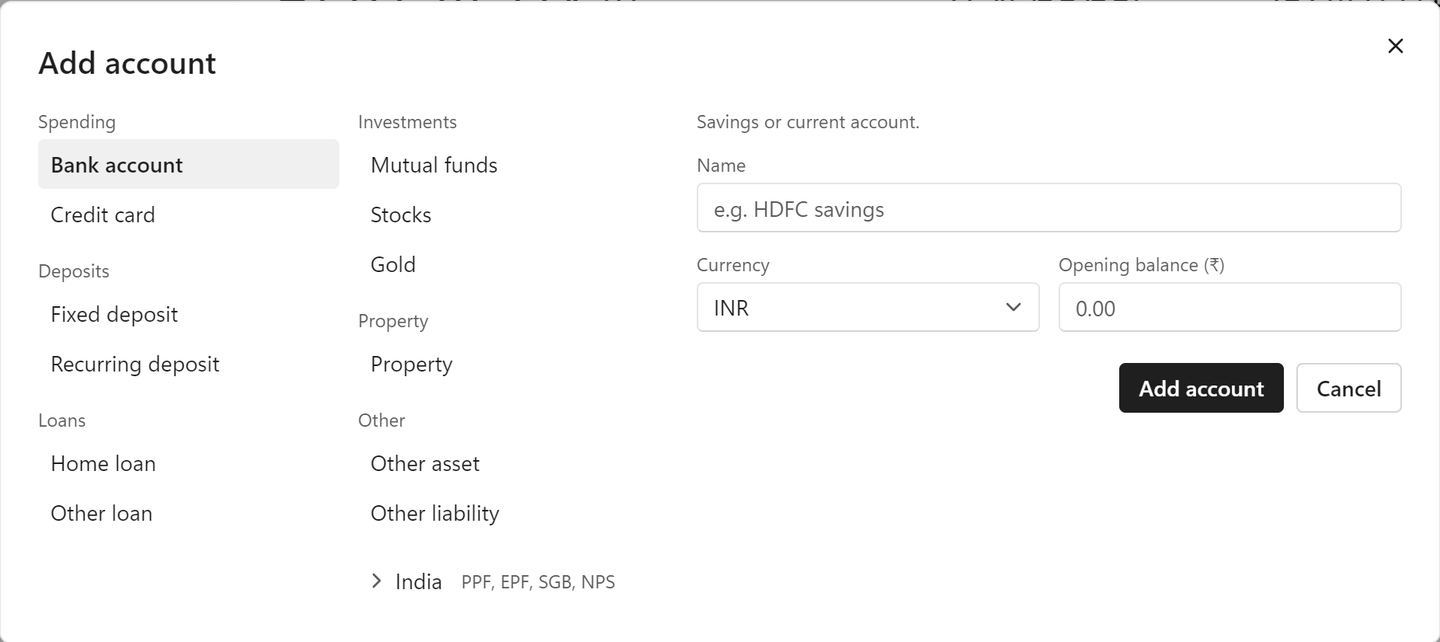 Add account
Spending
Bank account
Credit card
Deposits
Fixed deposit
Recurring deposit
Loans
Home loan
Other loan
Investments
Mutual funds
Stocks
Gold
Property
Property
Other
Other asset
Other liability
India PPF, EPF, SGB, NPS
Savings or current account.
Name
e.g. HDFC savings
Currency
INR
Opening balance (₹)
0.00
Add account
Cancel